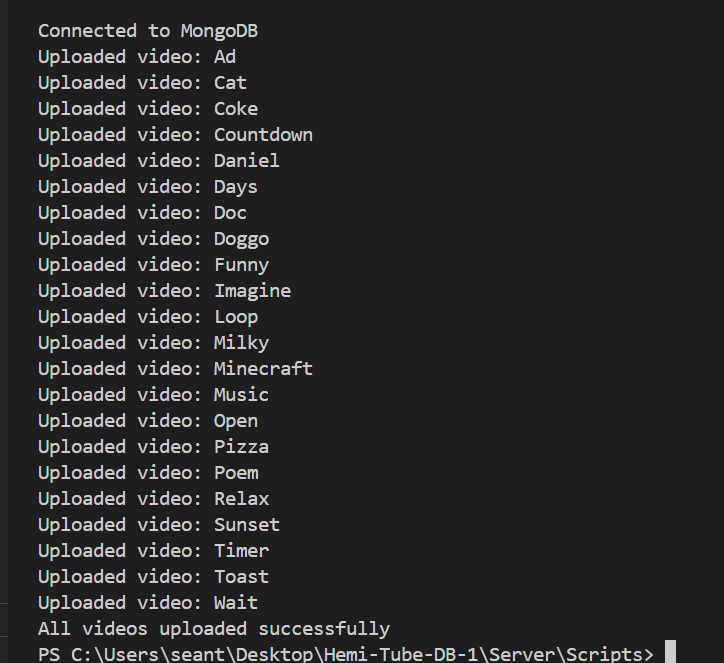 Connected to MongoDB
Uploaded video: Ad
Uploaded video: Cat
Uploaded video: Coke
Uploaded video: Countdown
Uploaded video: Daniel
Uploaded video: Days
Uploaded video: Doc
Uploaded video: Doggo
Uploaded video: Funny
Uploaded video: Imagine
Uploaded video: Loop
Uploaded video: Milky
Uploaded video: Minecraft
Uploaded video: Music
Uploaded video: Open
Uploaded video: Pizza
Uploaded video: Poem
Uploaded video: Relax
Uploaded video: Sunset
Uploaded video: Timer
Uploaded video: Toast
Uploaded video: Wait
All videos uploaded successfully
PS C:\Users\seant\Desktop\Hemi-Tube-DB-1\Server\Scripts>